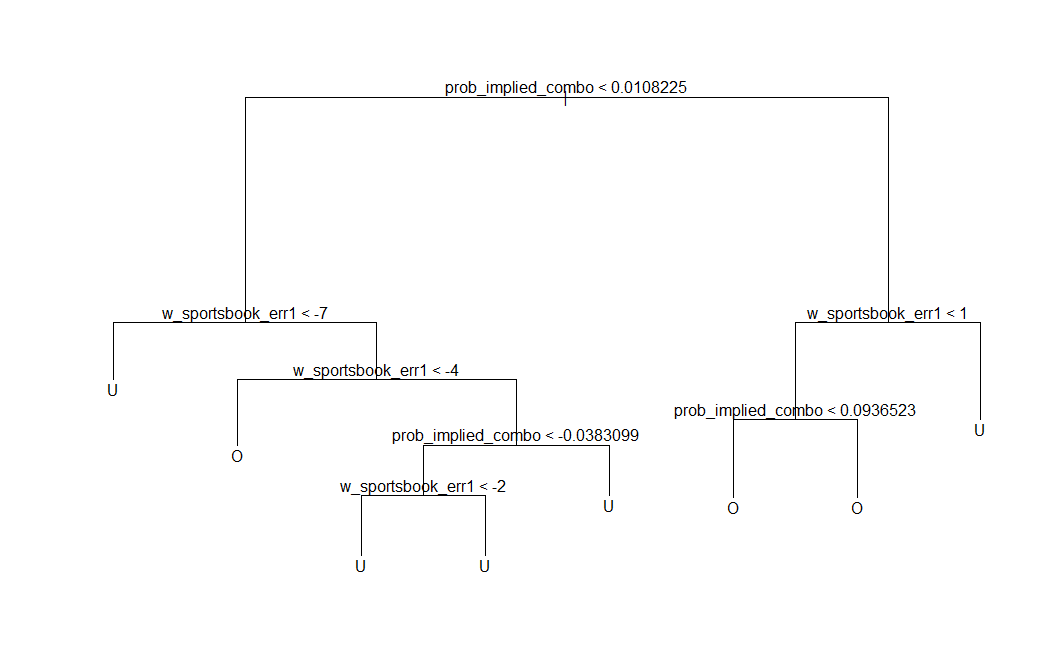 prob_implied_combo < 0.0108225
w_sportsbook_err1 < -7
w_sportsbook_err1 < 1
w_sportsbook_err1 < -4
U
prob_implied_combo < 0.0936523
prob_implied_combo < -0.0383099
U
O
w_sportsbook_err1 < -2
U
O
O
U
U